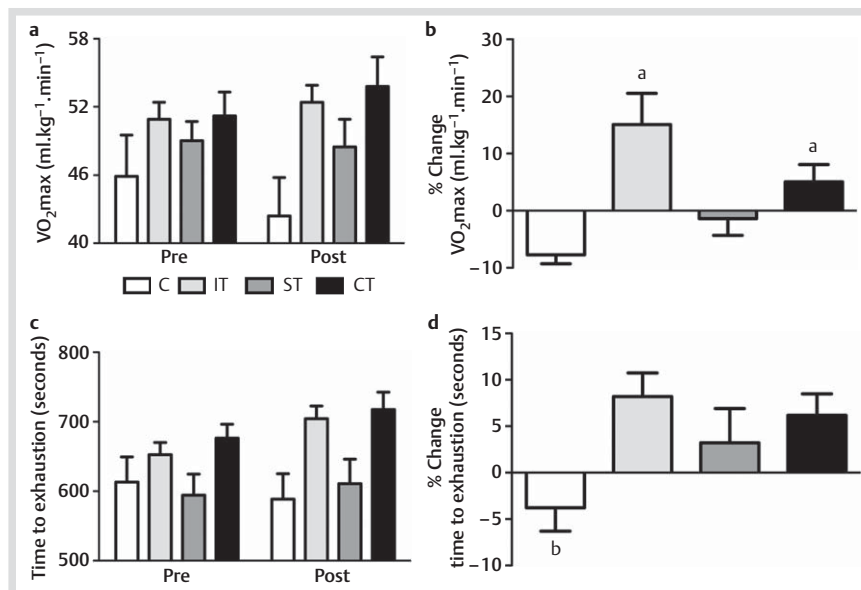 a
58
52
46
40
VO₂max (ml.kg⁻¹.min⁻¹)
Pre
Post
b
30
20
10
0
−10
% Change
VO₂max (ml.kg⁻¹.min⁻¹)
a
a
C IT ST CT
c
800
700
600
500
Time to exhaustion (seconds)
Pre
Post
d
15
10
5
0
−5
−10
% Change
time to exhaustion (seconds)
b